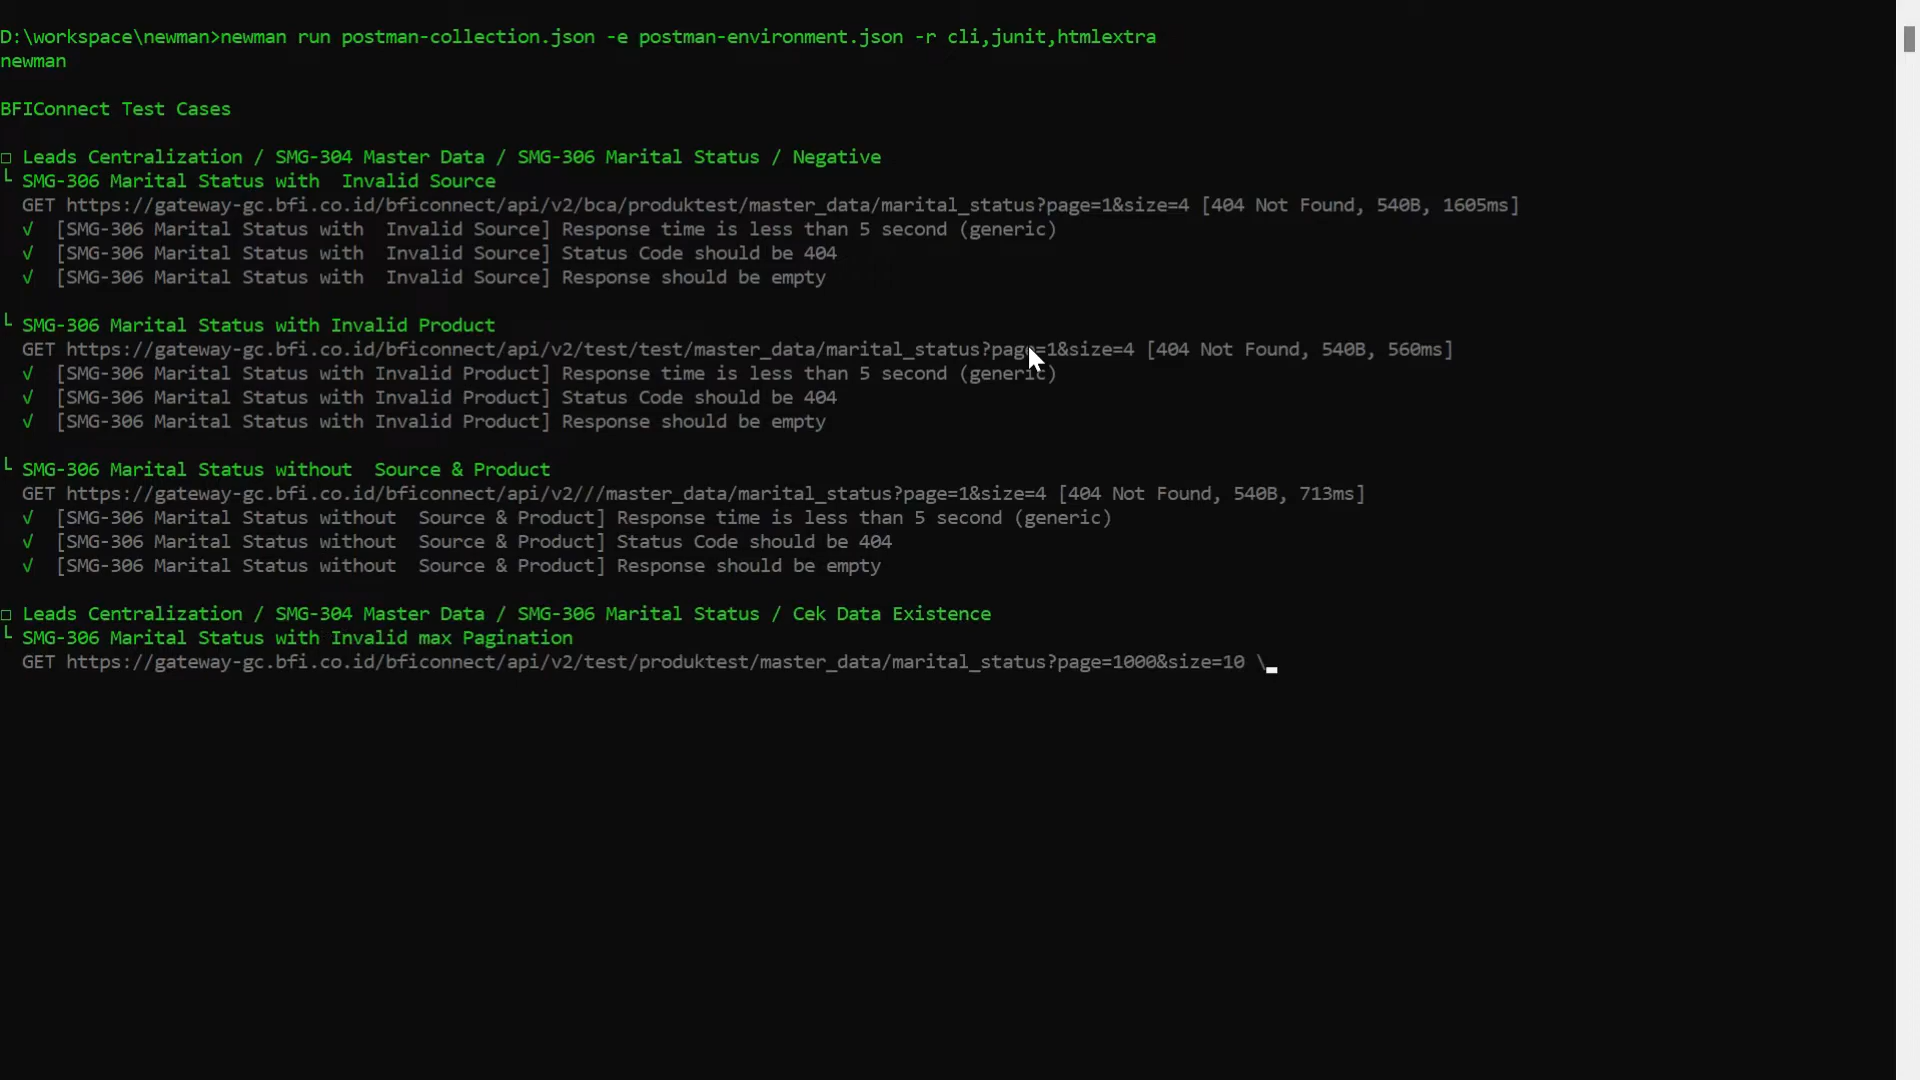 D:\workspace\newman>newman run postman-collection.json -e postman-environment.json -r cli,junit,htmlextra
newman
BFIConnect Test Cases
□ Leads Centralization / SMG-304 Master Data / SMG-306 Marital Status / Negative
└ SMG-306 Marital Status with  Invalid Source
GET https://gateway-gc.bfi.co.id/bficonnect/api/v2/bca/produktest/master_data/marital_status?page=1&size=4 [404 Not Found, 540B, 1605ms]
√  [SMG-306 Marital Status with  Invalid Source] Response time is less than 5 second (generic)
√  [SMG-306 Marital Status with  Invalid Source] Status Code should be 404
√  [SMG-306 Marital Status with  Invalid Source] Response should be empty
└ SMG-306 Marital Status with Invalid Product
GET https://gateway-gc.bfi.co.id/bficonnect/api/v2/test/test/master_data/marital_status?page=1&size=4 [404 Not Found, 540B, 560ms]
√  [SMG-306 Marital Status with Invalid Product] Response time is less than 5 second (generic)
√  [SMG-306 Marital Status with Invalid Product] Status Code should be 404
√  [SMG-306 Marital Status with Invalid Product] Response should be empty
└ SMG-306 Marital Status without  Source & Product
GET https://gateway-gc.bfi.co.id/bficonnect/api/v2///master_data/marital_status?page=1&size=4 [404 Not Found, 540B, 713ms]
√  [SMG-306 Marital Status without  Source & Product] Response time is less than 5 second (generic)
√  [SMG-306 Marital Status without  Source & Product] Status Code should be 404
√  [SMG-306 Marital Status without  Source & Product] Response should be empty
□ Leads Centralization / SMG-304 Master Data / SMG-306 Marital Status / Cek Data Existence
└ SMG-306 Marital Status with Invalid max Pagination
GET https://gateway-gc.bfi.co.id/bficonnect/api/v2/test/produktest/master_data/marital_status?page=1000&size=10 \